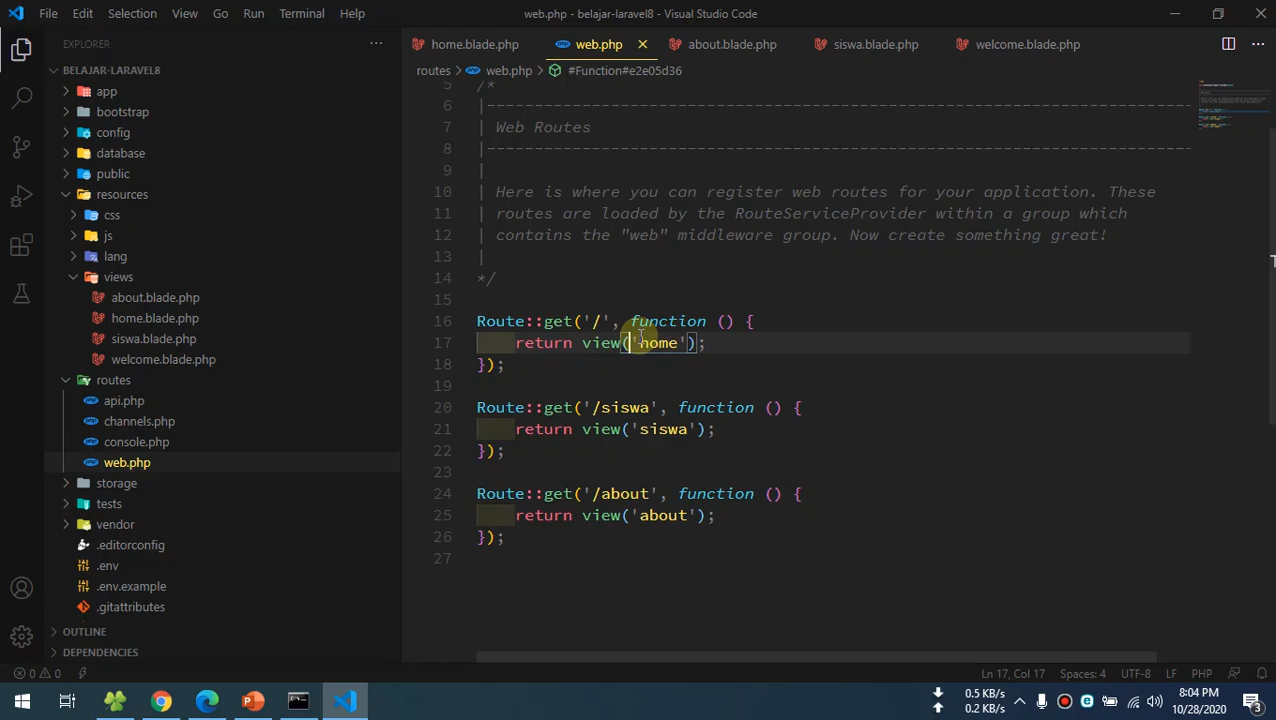 File Edit Selection View Go Run Terminal Help web.php - belajar-laravel8 - Visual Studio Code
EXPLORER
BELAJAR-LARAVEL8
app
bootstrap
config
database
public
resources
css
js
lang
views
about.blade.php
home.blade.php
siswa.blade.php
welcome.blade.php
routes
api.php
channels.php
console.php
web.php
storage
tests
vendor
.editorconfig
.env
.env.example
.gitattributes
OUTLINE
DEPENDENCIES
home.blade.php web.php about.blade.php siswa.blade.php welcome.blade.php
routes > web.php > #Function#e2e05d36
5 /*
6 |--------------------------------------------------------------------------
7 | Web Routes
8 |--------------------------------------------------------------------------
9 |
10 | Here is where you can register web routes for your application. These
11 | routes are loaded by the RouteServiceProvider within a group which
12 | contains the "web" middleware group. Now create something great!
13 |
14 */
15
16 Route::get('/', function () {
17 return view('home');
18 });
19
20 Route::get('/siswa', function () {
21 return view('siswa');
22 });
23
24 Route::get('/about', function () {
25 return view('about');
26 });
27
0 0 Ln 17, Col 17 Spaces: 4 UTF-8 LF PHP
0.5 KB/s
0 KB/s
8:04 PM
10/28/2020
3